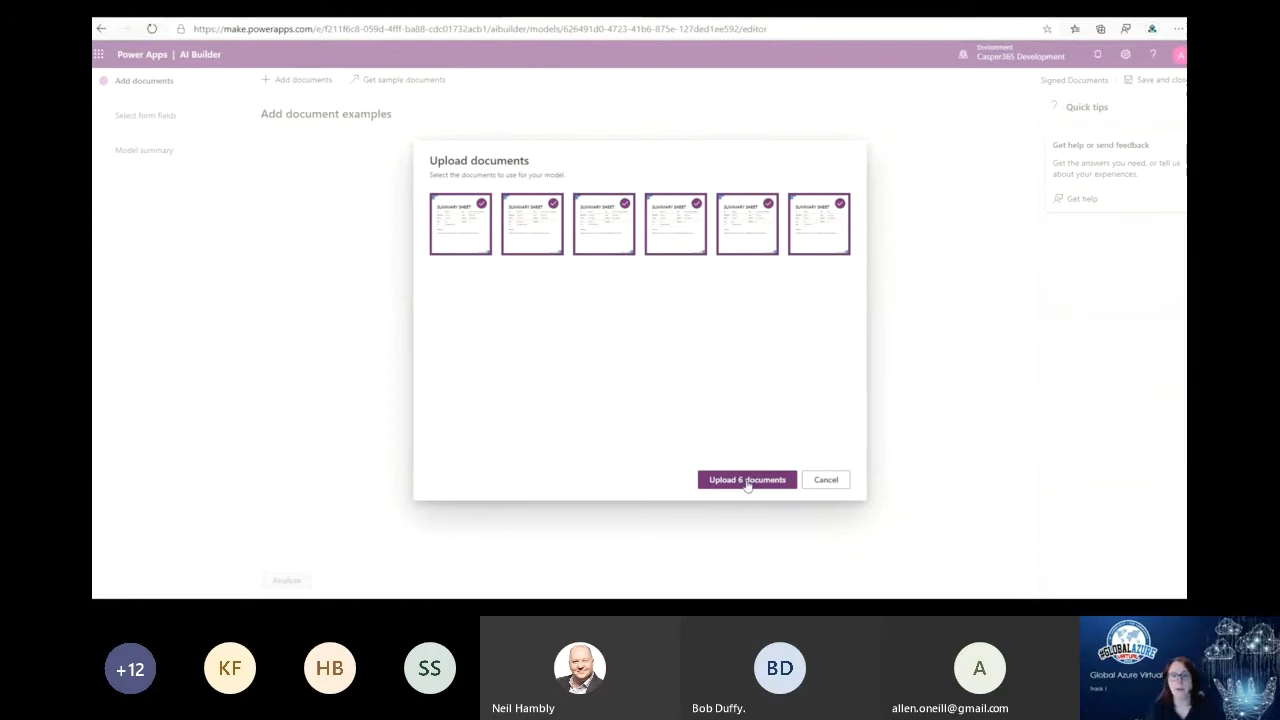 https://make.powerapps.com/e/f211f6c8-059d-4fff-ba88-cdc01732acb1/aibuilder/models/626491d0-4723-41b6-875e-127ded1ee592/editor
Power Apps | AI Builder
Environment
Casper365 Development
A
Add documents
Add documents
Get sample documents
Signed Documents
Save and clos
Select form fields
Add document examples
Quick tips
Model summary
Get help or send feedback
Get the answers you need, or tell us
about your experiences.
Get help
Upload documents
Select the documents to use for your model.
SUMMARY SHEET
SUMMARY SHEET
SUMMARY SHEET
SUMMARY SHEET
SUMMARY SHEET
SUMMARY SHEET
Upload 6 documents
Cancel
Analyze
+12
KF
HB
SS
Neil Hambly
BD
Bob Duffy.
A
allen.oneill@gmail.com
#GLOBALAZURE
VIRTUAL
Global Azure Virtual
Track 1